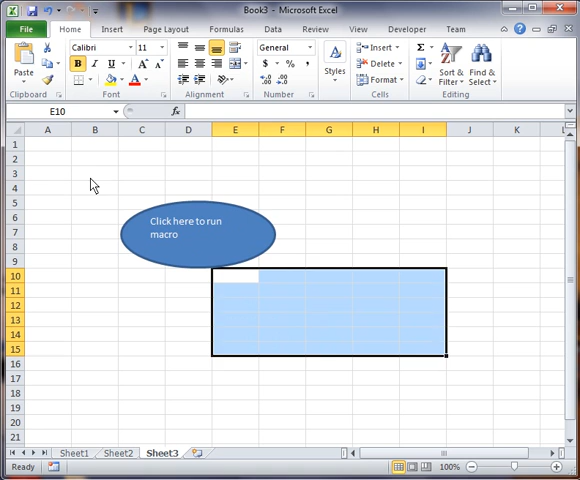 Book3 - Microsoft Excel
File Home Insert Page Layout Formulas Data Review View Developer Team
Calibri 11 General
Paste B I U A A A $ % , Styles Insert Delete Format Σ Sort & Filter Find & Select
Clipboard Font Alignment Number Cells Editing
E10 fx
A B C D E F G H I J K L
1
2
3
4
5
6
Click here to run
7
macro
8
9
10
11
12
13
14
15
16
17
18
19
20
21
Sheet1 Sheet2 Sheet3
Ready 100%